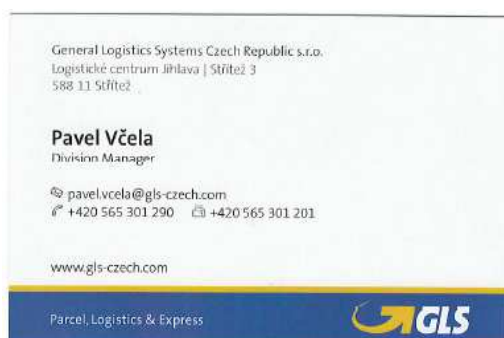 General Logistics Systems Czech Republic s.r.o.
Logistické centrum Jihlava | Střítež 3
588 11 Střítež
Pavel Včela
Division Manager
pavel.vcela@gls-czech.com
+420 565 301 290 +420 565 301 201
www.gls-czech.com
Parcel, Logistics & Express GLS